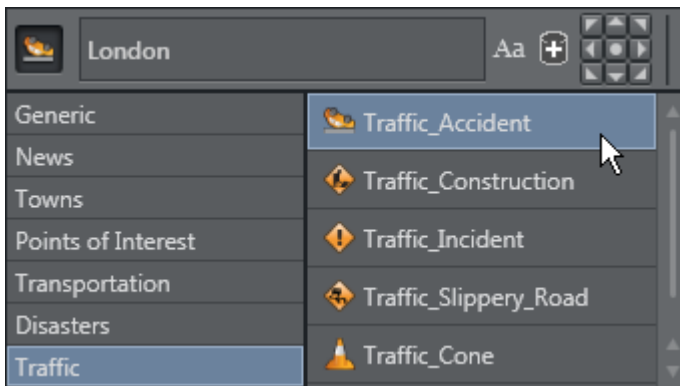 London
Aa
Generic
News
Towns
Points of Interest
Transportation
Disasters
Traffic
Traffic_Accident
Traffic_Construction
Traffic_Incident
Traffic_Slippery_Road
Traffic_Cone